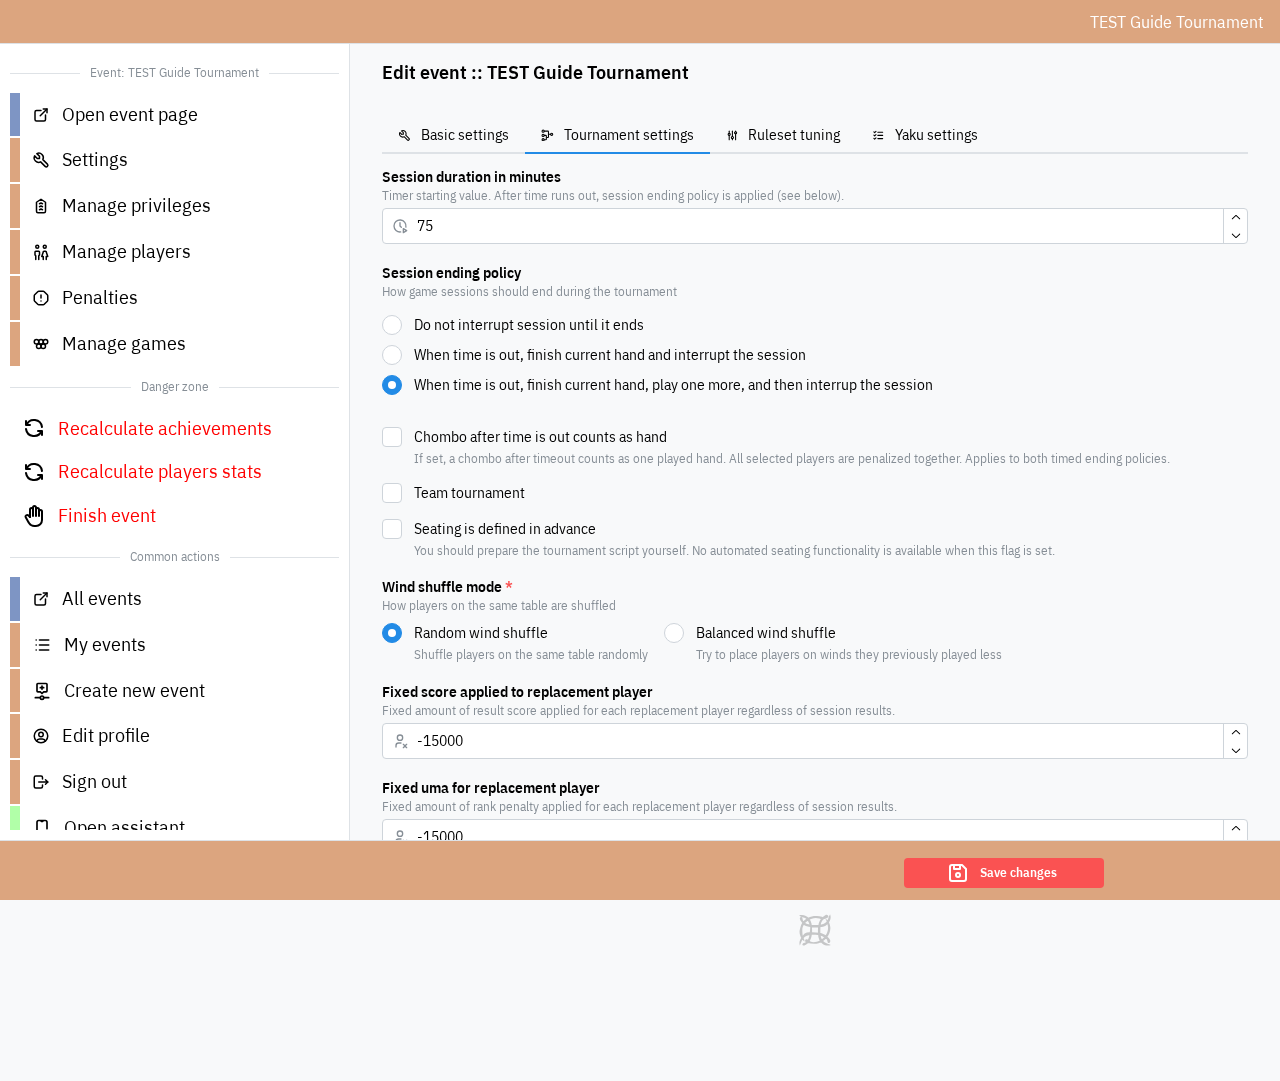 TEST Guide Tournament
Event: TEST Guide Tournament
Open event page
Settings
Manage privileges
Manage players
Penalties
Manage games
Danger zone
Recalculate achievements
Recalculate players stats
Finish event
Common actions
All events
My events
Create new event
Edit profile
Sign out
Open assistant
Edit event :: TEST Guide Tournament
Basic settings
Tournament settings
Ruleset tuning
Yaku settings
Session duration in minutes
Timer starting value. After time runs out, session ending policy is applied (see below).
75
Session ending policy
How game sessions should end during the tournament
Do not interrupt session until it ends
When time is out, finish current hand and interrupt the session
When time is out, finish current hand, play one more, and then interrup the session
Chombo after time is out counts as hand
If set, a chombo after timeout counts as one played hand. All selected players are penalized together. Applies to both timed ending policies.
Team tournament
Seating is defined in advance
You should prepare the tournament script yourself. No automated seating functionality is available when this flag is set.
Wind shuffle mode *
How players on the same table are shuffled
Random wind shuffle
Shuffle players on the same table randomly
Balanced wind shuffle
Try to place players on winds they previously played less
Fixed score applied to replacement player
Fixed amount of result score applied for each replacement player regardless of session results.
-15000
Fixed uma for replacement player
Fixed amount of rank penalty applied for each replacement player regardless of session results.
-15000
Save changes